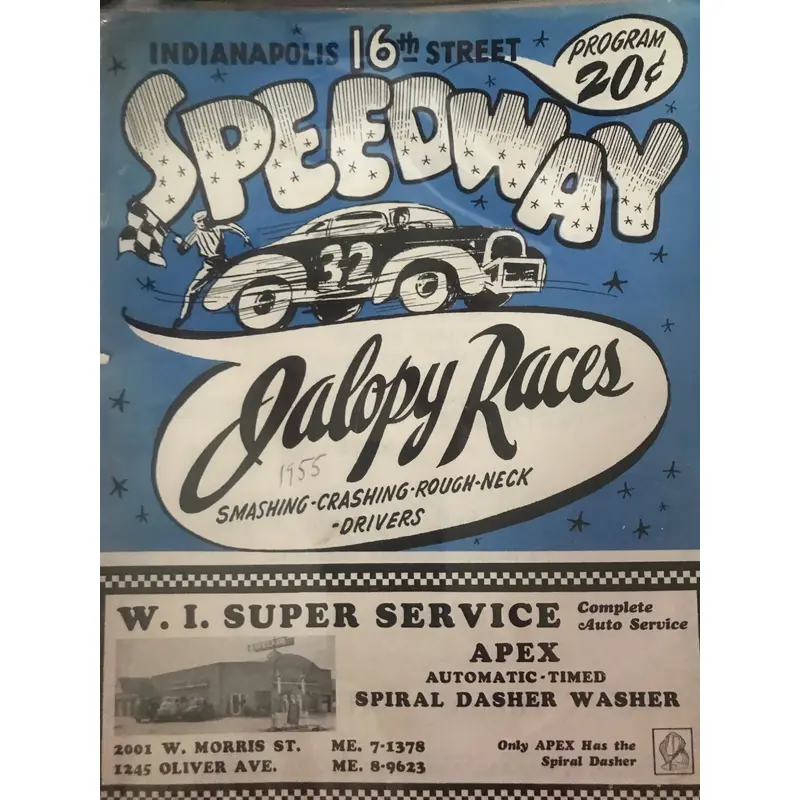 INDIANAPOLIS 16th STREET
PROGRAM
20¢
SPEEDWAY
32
Jalopy Races
1955
SMASHING-CRASHING-ROUGH-NECK
-DRIVERS
W. I. SUPER SERVICE
Complete
Auto Service
APEX
AUTOMATIC-TIMED
SPIRAL DASHER WASHER
2001 W. MORRIS ST. ME. 7-1378
1245 OLIVER AVE. ME. 8-9623
Only APEX Has the
Spiral Dasher